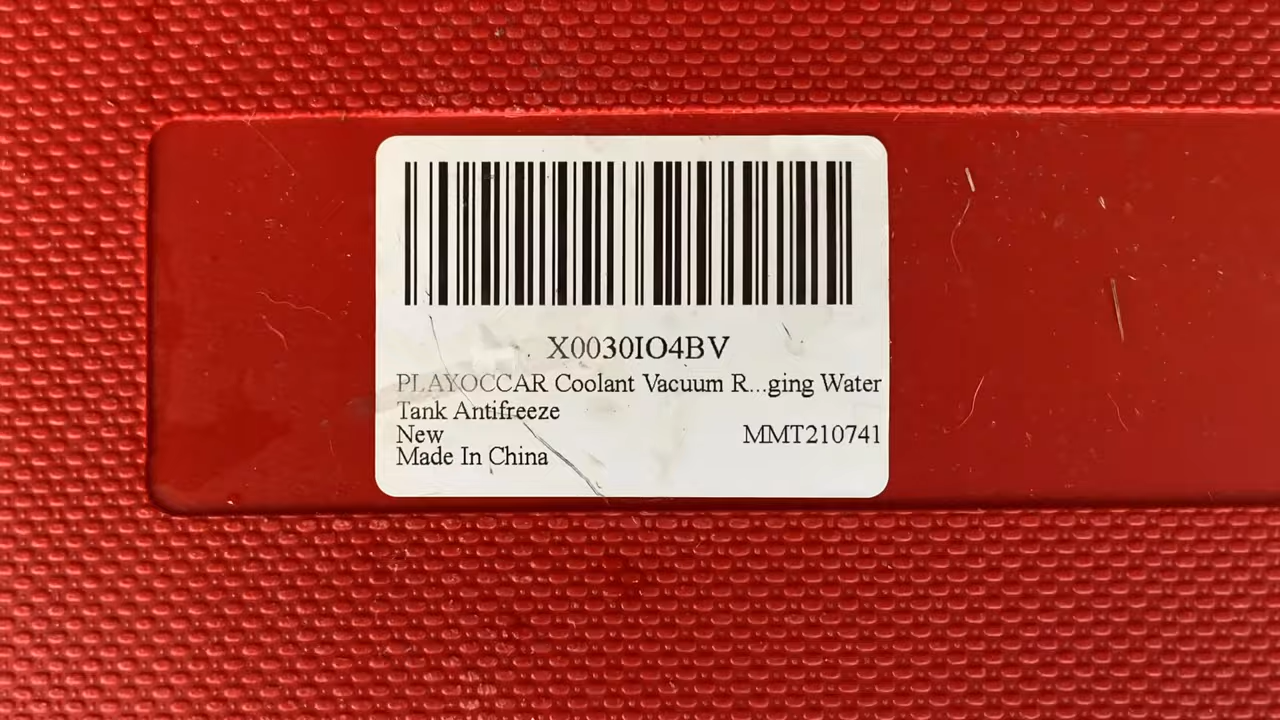 X0030IO4BV
PLAYOCCAR Coolant Vacuum R...ging Water
Tank Antifreeze
New MMT210741
Made In China